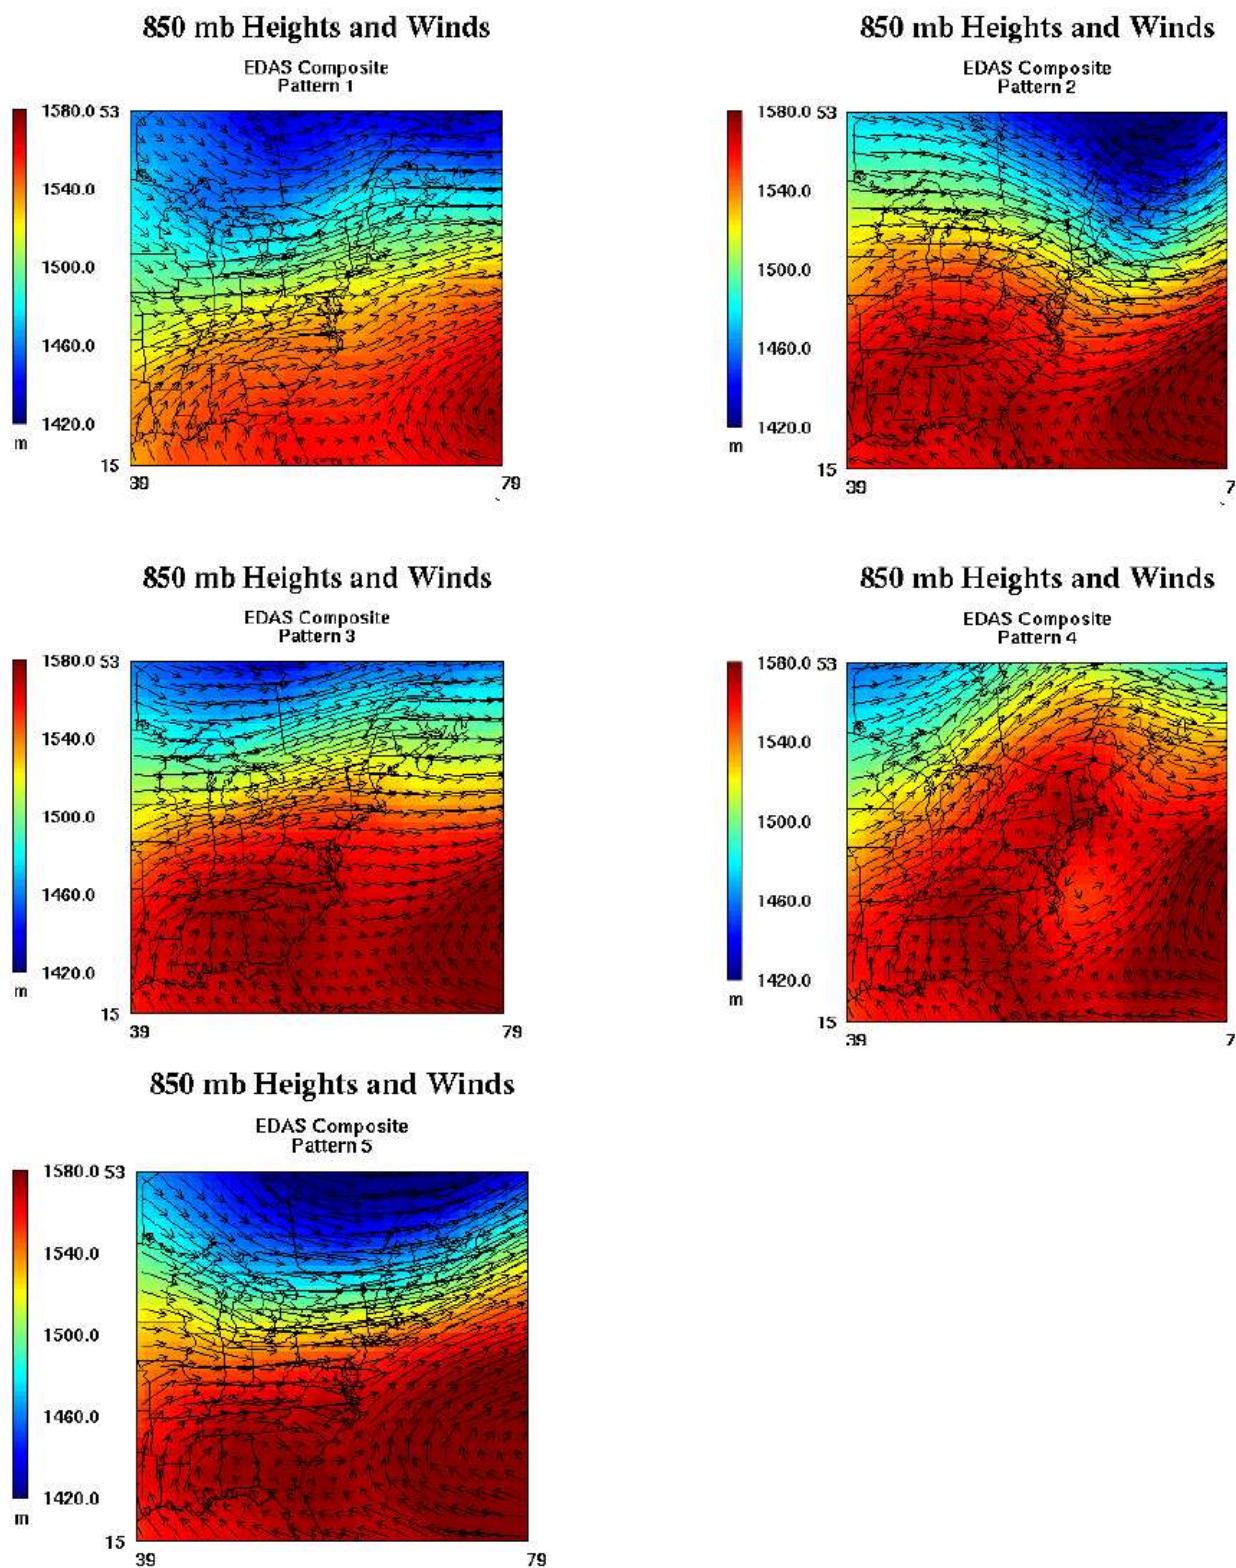 850 mb Heights and Winds
EDAS Composite
Pattern 1
1580.0 53
1540.0
1500.0
1460.0
1420.0
m
15
39 79
850 mb Heights and Winds
EDAS Composite
Pattern 2
1580.0 53
1540.0
1500.0
1460.0
1420.0
m
15
39 7
850 mb Heights and Winds
EDAS Composite
Pattern 3
1580.0 53
1540.0
1500.0
1460.0
1420.0
m
15
39 79
850 mb Heights and Winds
EDAS Composite
Pattern 4
1580.0 53
1540.0
1500.0
1460.0
1420.0
m
15
39 7
850 mb Heights and Winds
EDAS Composite
Pattern 5
1580.0 53
1540.0
1500.0
1460.0
1420.0
m
15
39 79